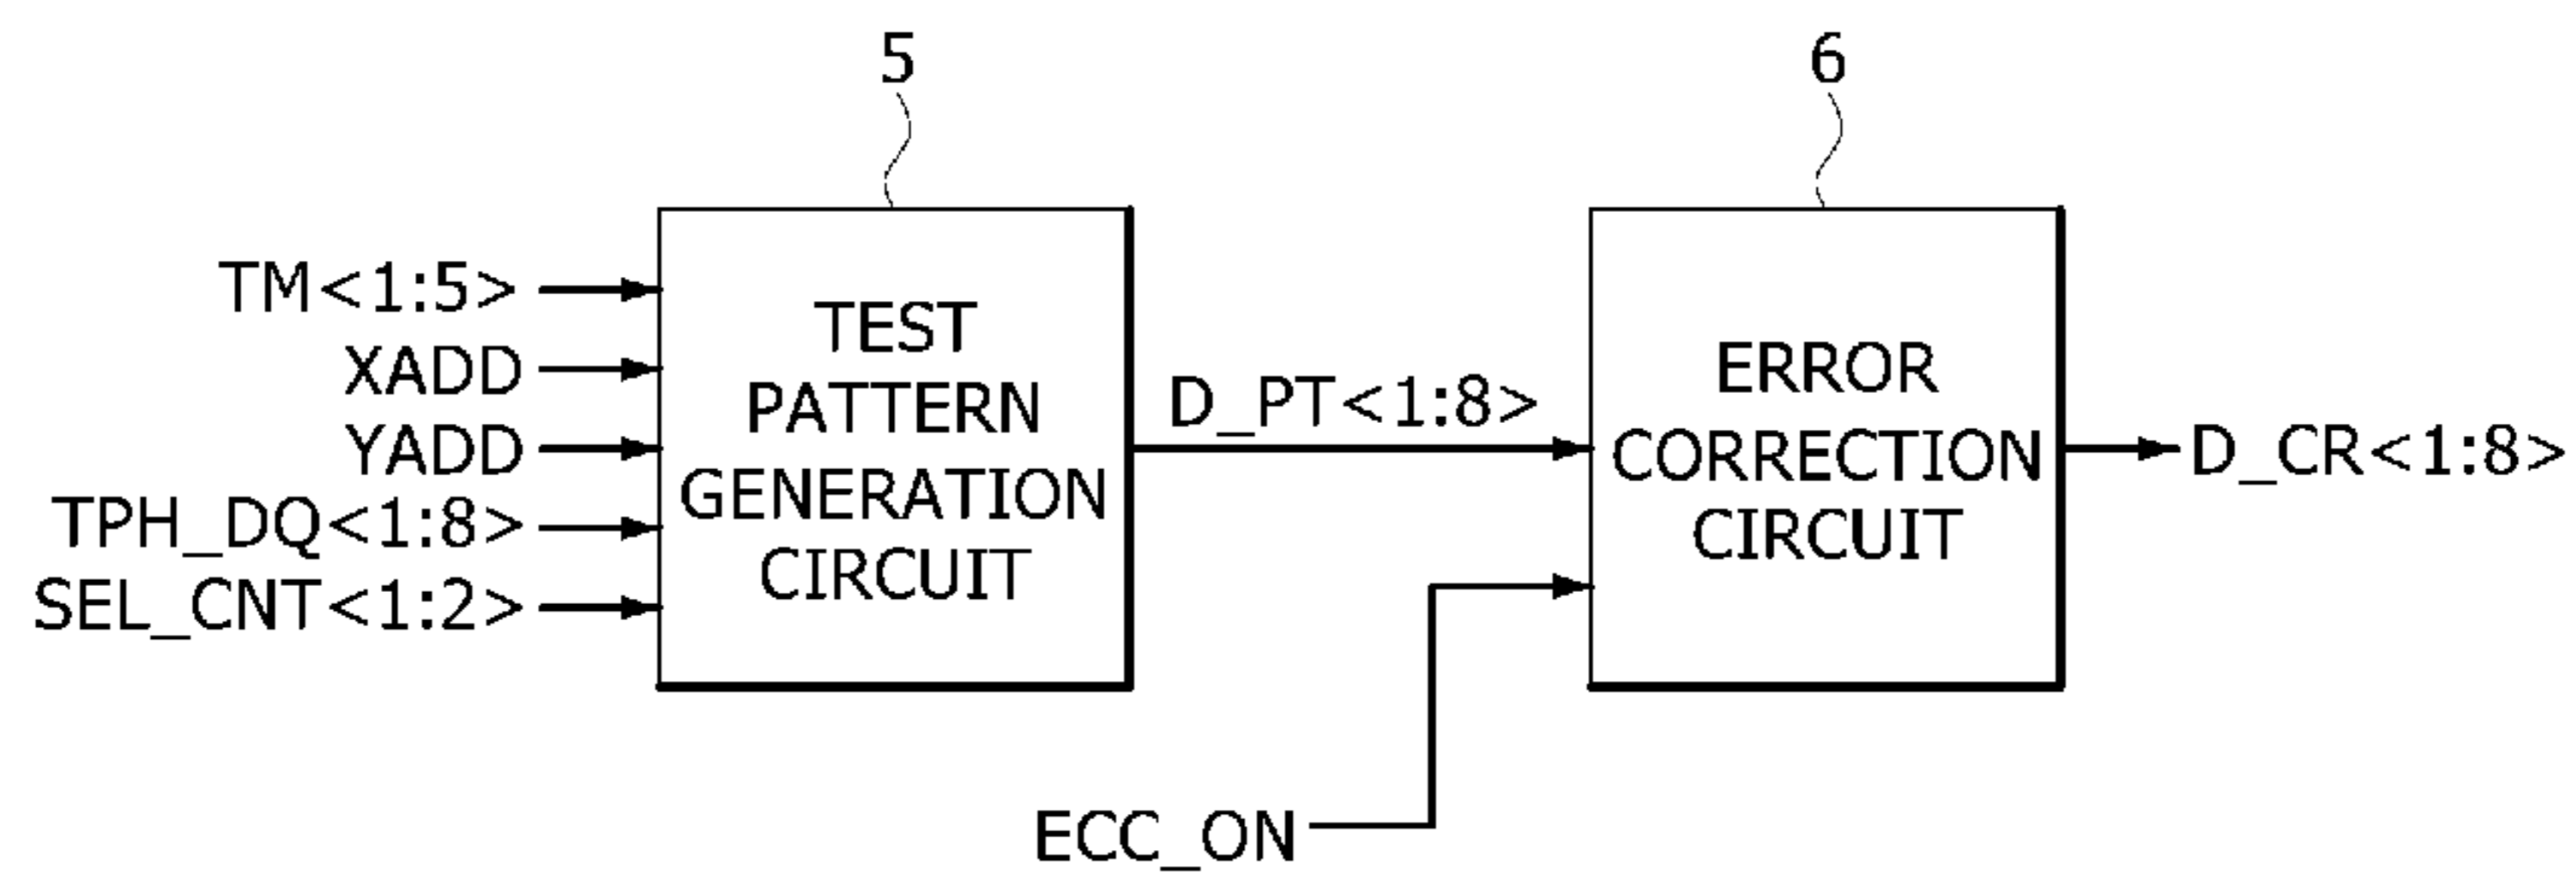 5
6
TM<1:5>
XADD
YADD
TPH_DQ<1:8>
SEL_CNT<1:2>
TEST
PATTERN
GENERATION
CIRCUIT
D_PT<1:8>
ECC_ON
ERROR
CORRECTION
CIRCUIT
D_CR<1:8>